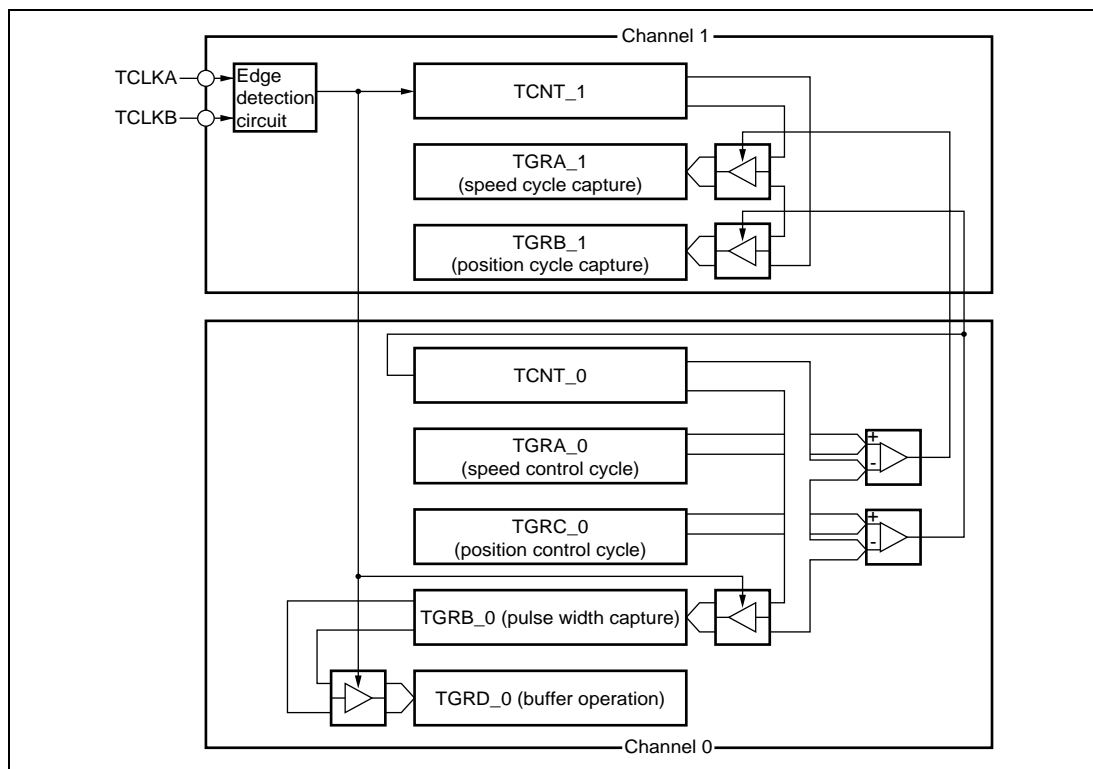 Channel 1
TCLKA
TCLKB
Edge
detection
circuit
TCNT_1
TGRA_1
(speed cycle capture)
TGRB_1
(position cycle capture)
TCNT_0
TGRA_0
(speed control cycle)
+
-
TGRC_0
(position control cycle)
+
-
TGRB_0 (pulse width capture)
TGRD_0 (buffer operation)
Channel 0